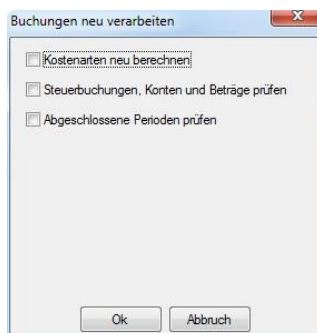 Buchungen neu verarbeiten
Kostenarten neu berechnen
Steuerbuchungen, Konten und Beträge prüfen
Abgeschlossene Perioden prüfen
Ok
Abbruch